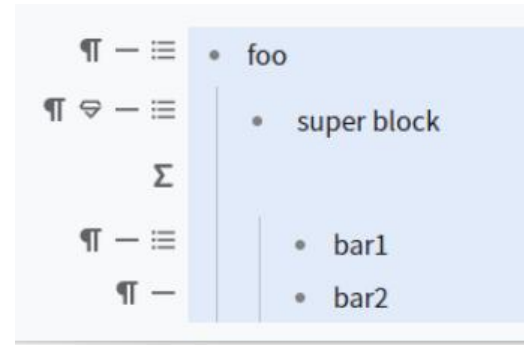 ¶ — • foo
¶ — • super block
Σ
¶ — • bar1
¶ — • bar2